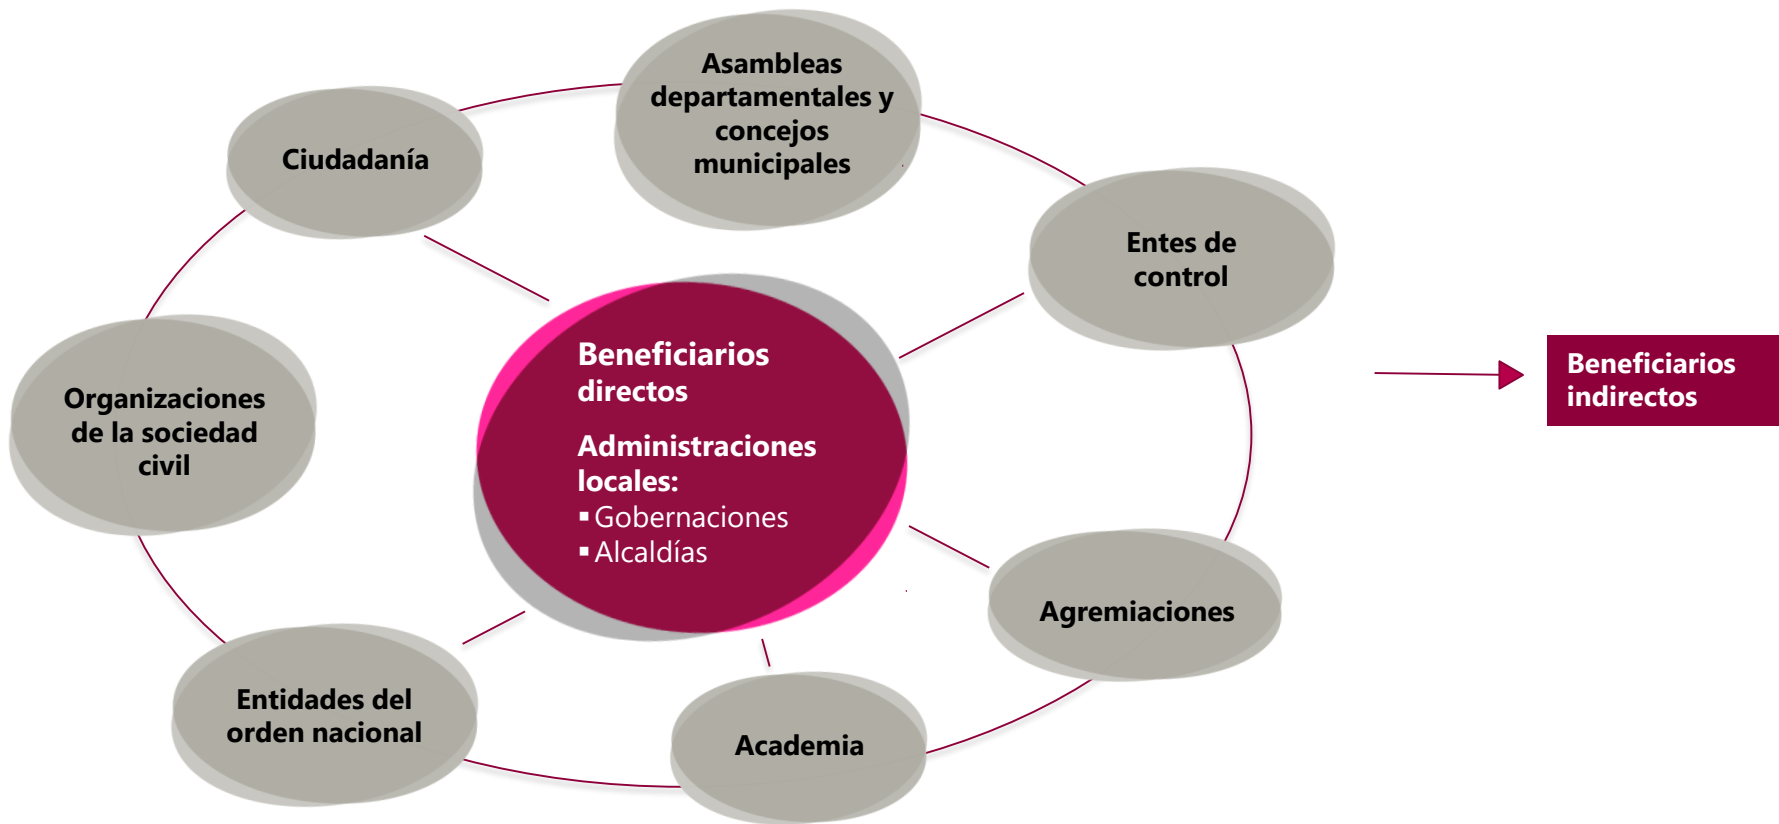 Asambleas
departamentales y
concejos
municipales
Ciudadanía
Entes de
control
Beneficiarios
directos
Administraciones
locales:
▪ Gobernaciones
▪ Alcaldías
Beneficiarios
indirectos
Organizaciones
de la sociedad
civil
Agremiaciones
Entidades del
orden nacional
Academia